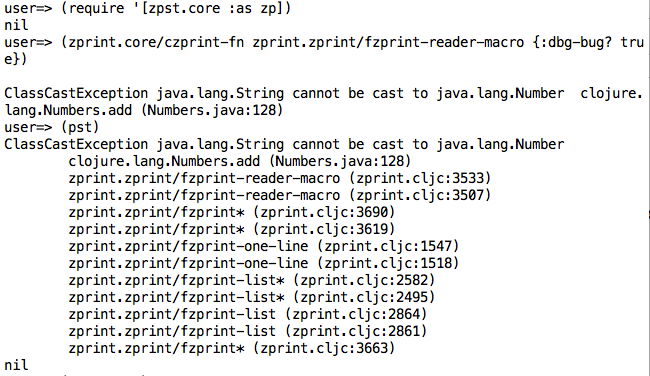 user=> (require '[zpst.core :as zp])
nil
user=> (zprint.core/czprint-fn zprint.zprint/fzprint-reader-macro {:dbg-bug? tru
e})
ClassCastException java.lang.String cannot be cast to java.lang.Number  clojure.
lang.Numbers.add (Numbers.java:128)
user=> (pst)
ClassCastException java.lang.String cannot be cast to java.lang.Number
clojure.lang.Numbers.add (Numbers.java:128)
zprint.zprint/fzprint-reader-macro (zprint.cljc:3533)
zprint.zprint/fzprint-reader-macro (zprint.cljc:3507)
zprint.zprint/fzprint* (zprint.cljc:3690)
zprint.zprint/fzprint* (zprint.cljc:3619)
zprint.zprint/fzprint-one-line (zprint.cljc:1547)
zprint.zprint/fzprint-one-line (zprint.cljc:1518)
zprint.zprint/fzprint-list* (zprint.cljc:2582)
zprint.zprint/fzprint-list* (zprint.cljc:2495)
zprint.zprint/fzprint-list (zprint.cljc:2864)
zprint.zprint/fzprint-list (zprint.cljc:2861)
zprint.zprint/fzprint* (zprint.cljc:3663)
nil